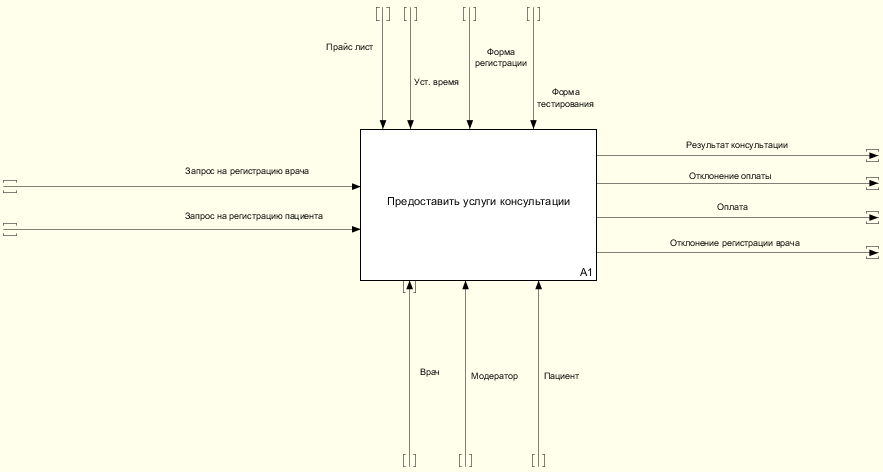 Прайс лист
Уст. время
Форма
регистрации
Форма
тестирования
Запрос на регистрацию врача
Запрос на регистрацию пациента
Предоставить услуги консультации
A1
Результат консультации
Отклонение оплаты
Оплата
Отклонение регистрации врача
Врач
Модератор
Пациент